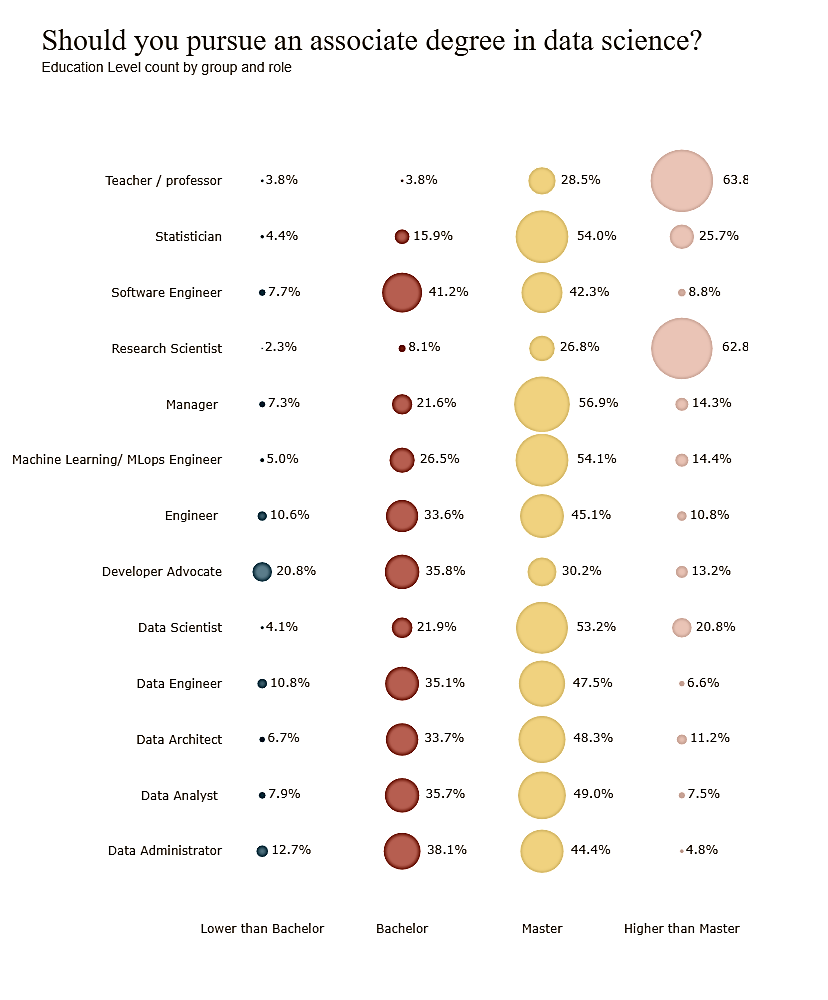 Should you pursue an associate degree in data science?
Education Level count by group and role
Teacher / professor 3.8% 3.8% 28.5% 63.8
Statistician 4.4% 15.9% 54.0% 25.7%
Software Engineer 7.7% 41.2% 42.3% 8.8%
Research Scientist 2.3% 8.1% 26.8% 62.8
Manager 7.3% 21.6% 56.9% 14.3%
Machine Learning/ MLops Engineer 5.0% 26.5% 54.1% 14.4%
Engineer 10.6% 33.6% 45.1% 10.8%
Developer Advocate 20.8% 35.8% 30.2% 13.2%
Data Scientist 4.1% 21.9% 53.2% 20.8%
Data Engineer 10.8% 35.1% 47.5% 6.6%
Data Architect 6.7% 33.7% 48.3% 11.2%
Data Analyst 7.9% 35.7% 49.0% 7.5%
Data Administrator 12.7% 38.1% 44.4% 4.8%
Lower than Bachelor Bachelor Master Higher than Master